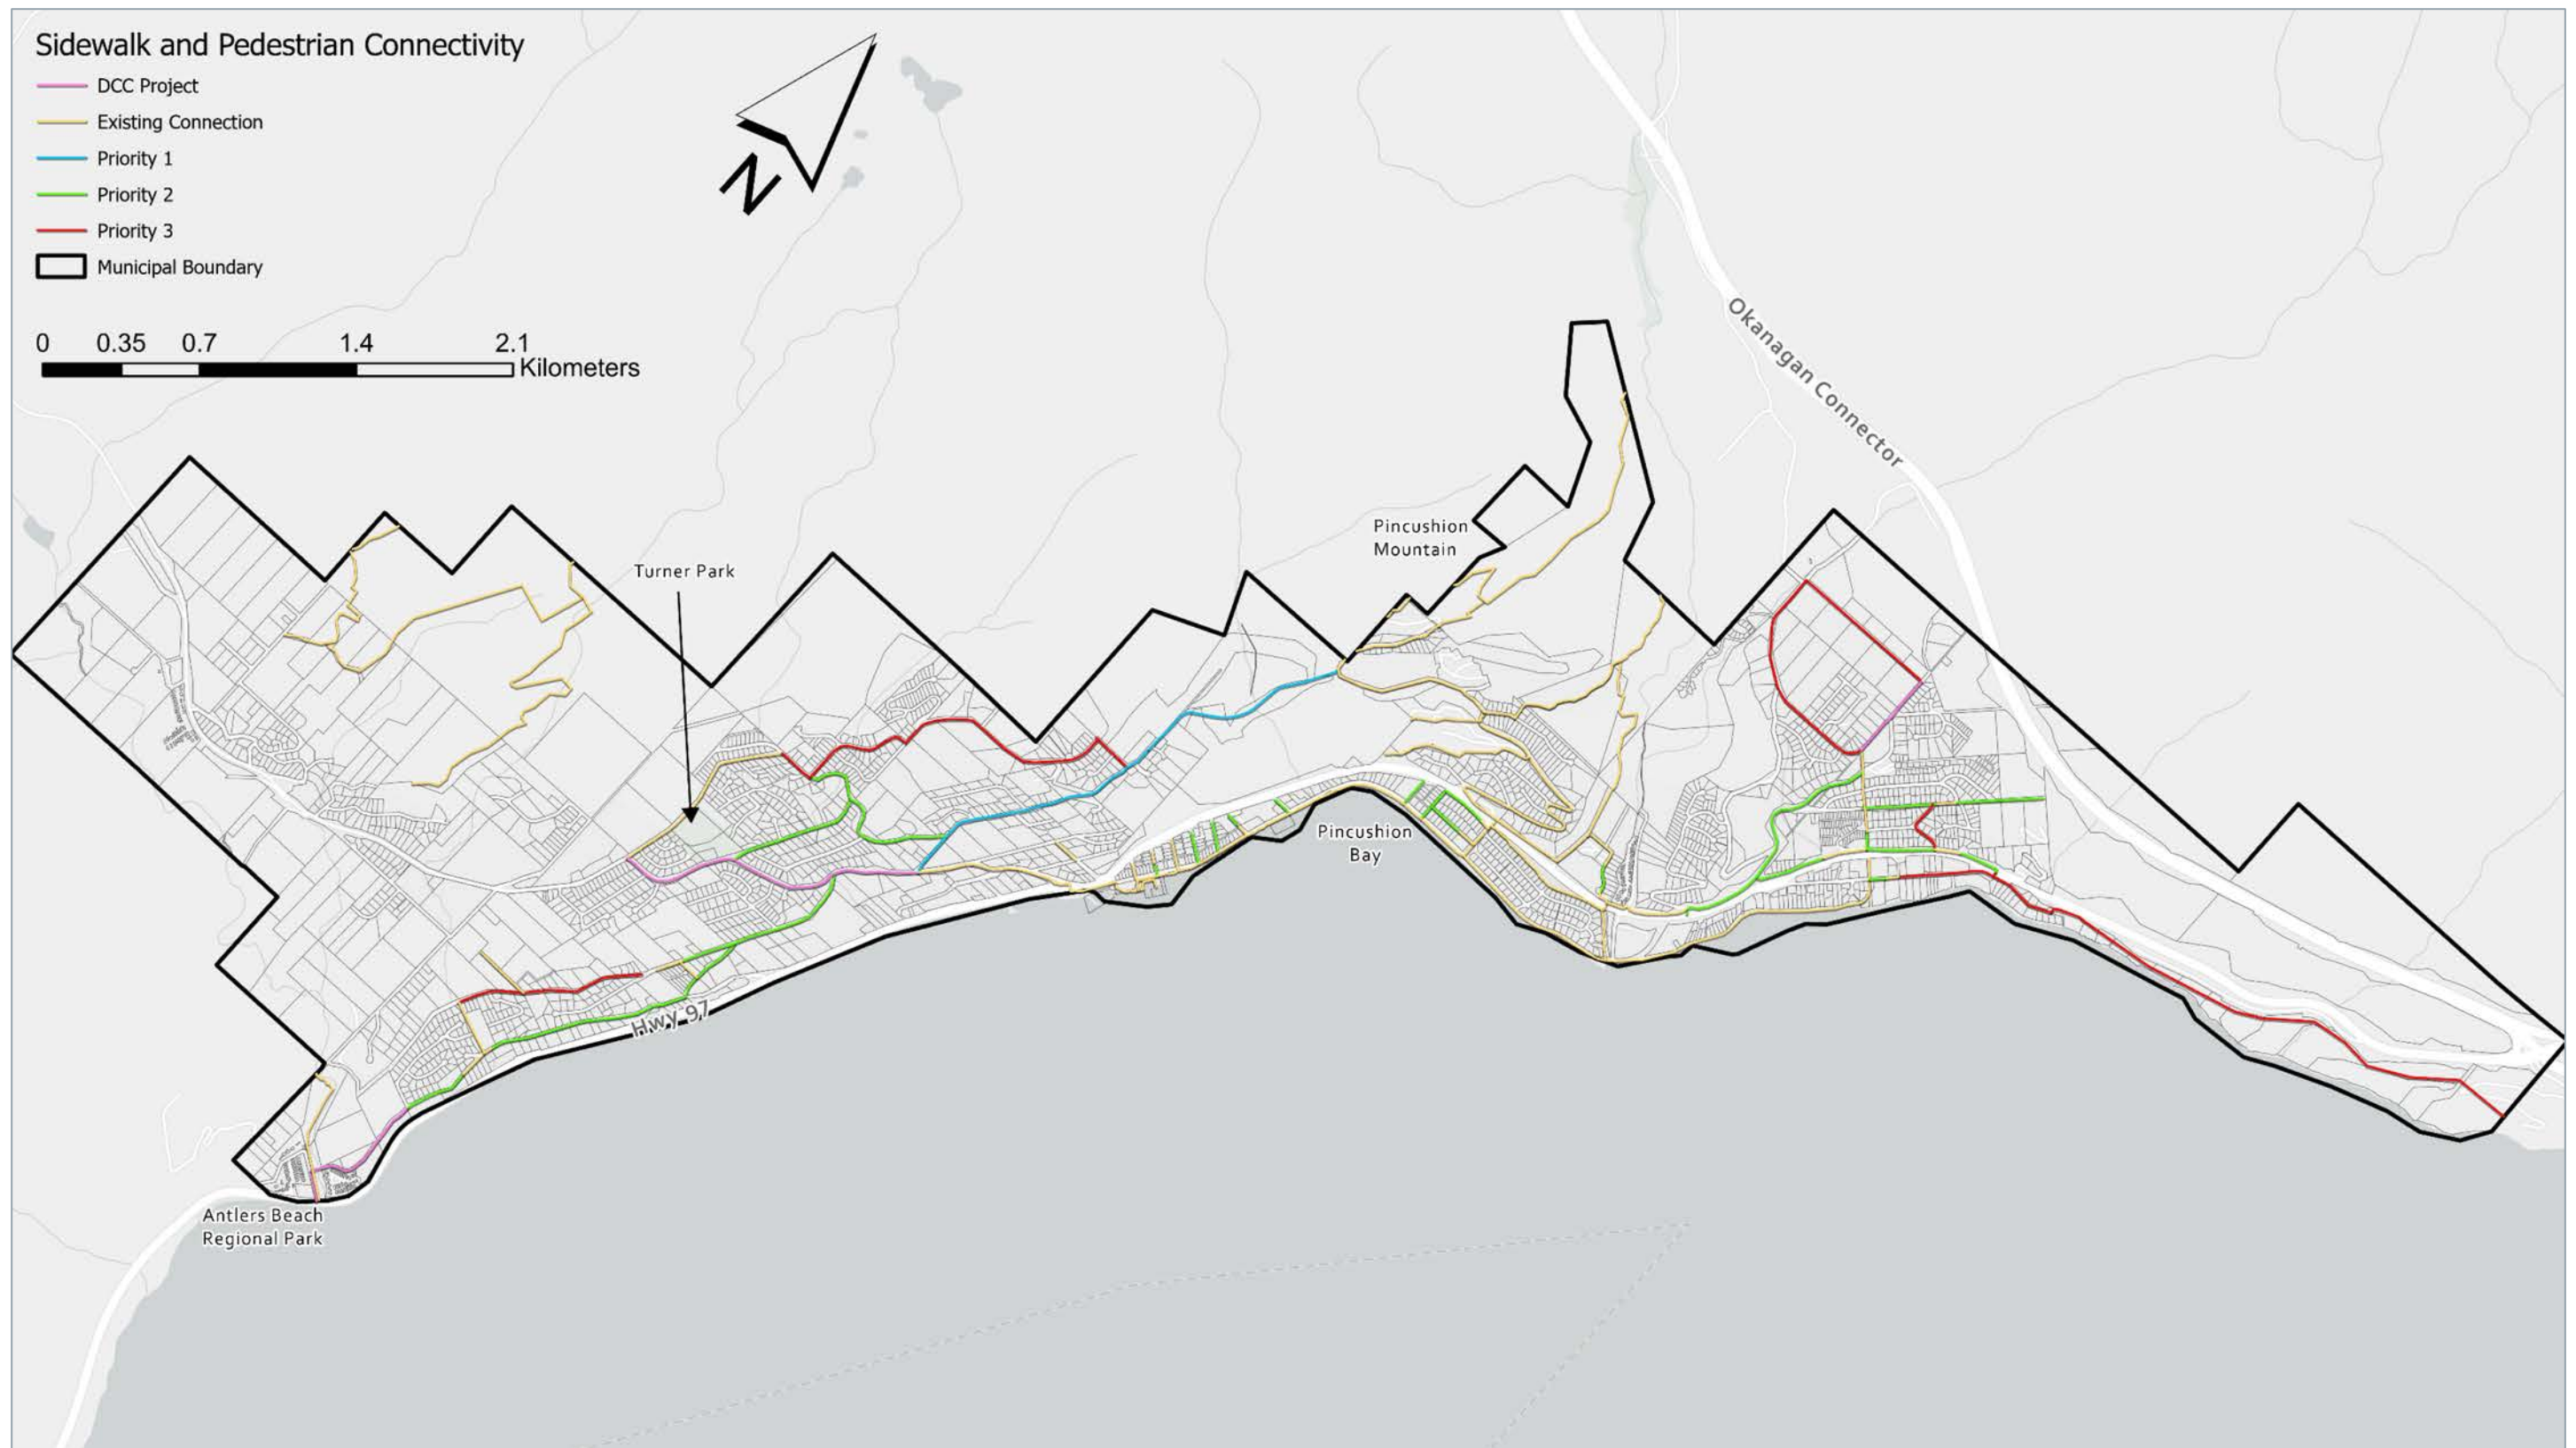 Sidewalk and Pedestrian Connectivity
DCC Project
Existing Connection
Priority 1
Priority 2
Priority 3
Municipal Boundary
N
0 0.35 0.7 1.4 2.1
Kilometers
Okanagan Connector
Pincushion
Mountain
Turner Park
Pincushion
Bay
Hwy 97
Antlers Beach
Regional Park